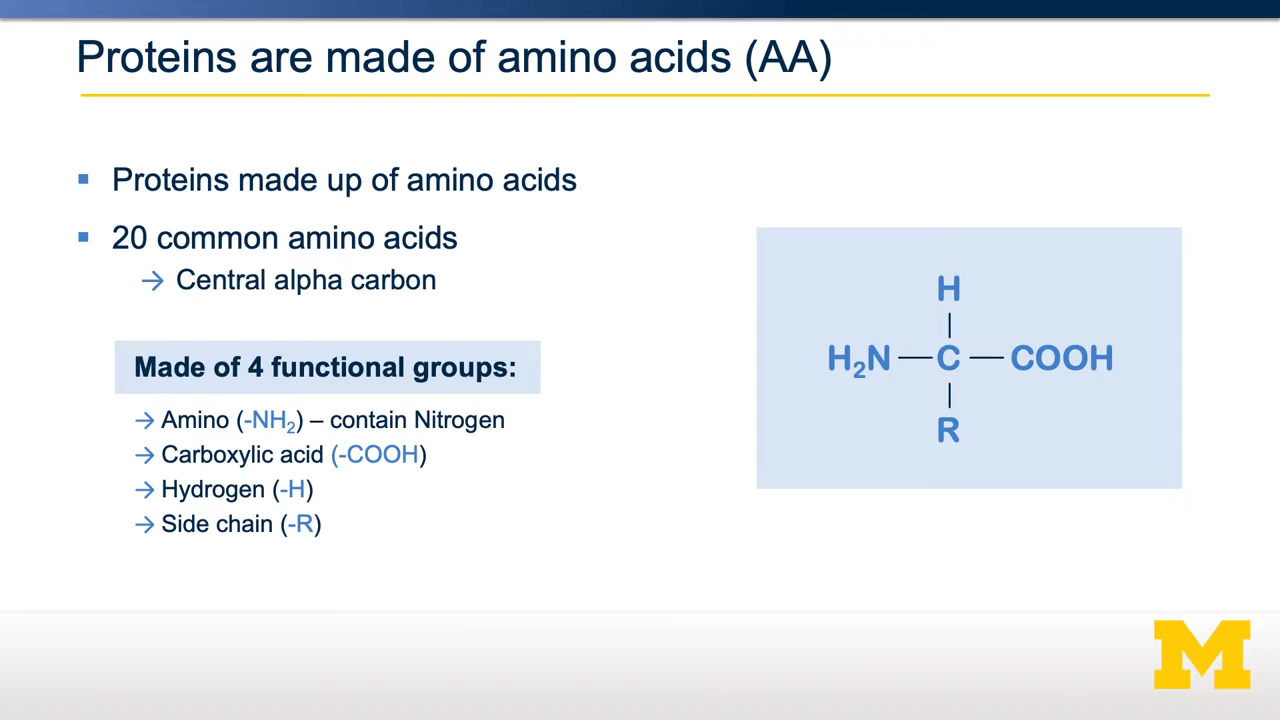 Proteins are made of amino acids (AA)
▪ Proteins made up of amino acids
▪ 20 common amino acids
→ Central alpha carbon
Made of 4 functional groups:
→ Amino (-NH₂) – contain Nitrogen
→ Carboxylic acid (-COOH)
→ Hydrogen (-H)
→ Side chain (-R)
H
H₂N — C — COOH
R
M